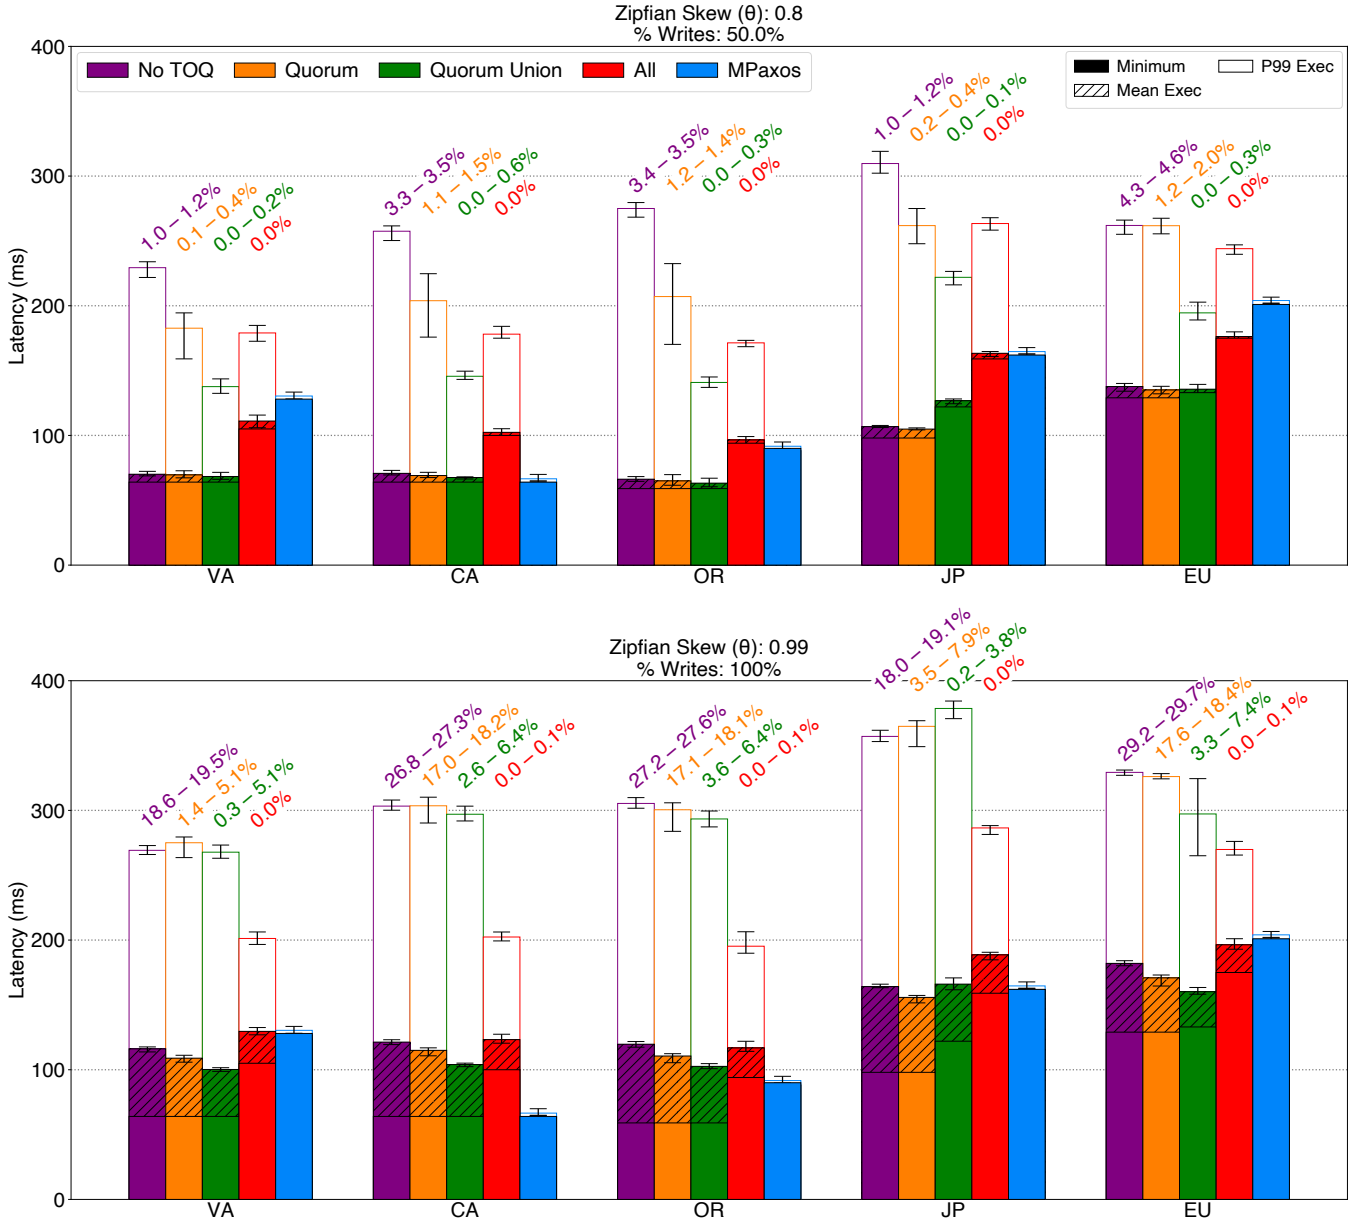 Zipfian Skew (θ): 0.8
% Writes: 50.0%
Latency (ms)
400
300
200
100
0
No TOQ
Quorum
Quorum Union
All
MPaxos
Minimum
P99 Exec
Mean Exec
1.0 – 1.2%
0.1 – 0.4%
0.0 – 0.2%
0.0%
3.3 – 3.5%
1.1 – 1.5%
0.0 – 0.6%
0.0%
3.4 – 3.5%
1.2 – 1.4%
0.0 – 0.3%
0.0%
1.0 – 1.2%
0.2 – 0.4%
0.0 – 0.1%
0.0%
4.3 – 4.6%
1.2 – 2.0%
0.0 – 0.3%
0.0%
VA
CA
OR
JP
EU
Zipfian Skew (θ): 0.99
% Writes: 100%
Latency (ms)
400
300
200
100
0
18.6 – 19.5%
1.4 – 5.1%
0.3 – 5.1%
0.0%
26.8 – 27.3%
17.0 – 18.2%
2.6 – 6.4%
0.0 – 0.1%
27.2 – 27.6%
17.1 – 18.1%
3.6 – 6.4%
0.0 – 0.1%
18.0 – 19.1%
3.5 – 7.9%
0.2 – 3.8%
0.0%
29.2 – 29.7%
17.6 – 18.4%
3.3 – 7.4%
0.0 – 0.1%
VA
CA
OR
JP
EU